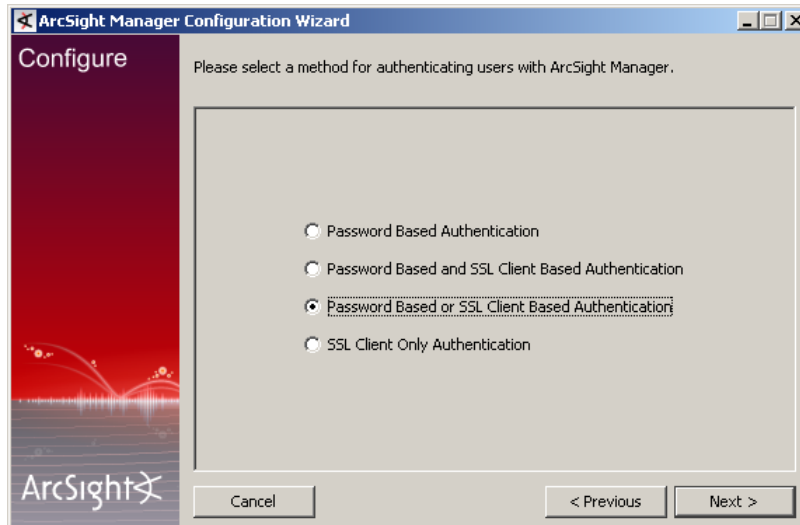 ArcSight Manager Configuration Wizard
Configure
Please select a method for authenticating users with ArcSight Manager.
Password Based Authentication
Password Based and SSL Client Based Authentication
Password Based or SSL Client Based Authentication
SSL Client Only Authentication
ArcSight
Cancel
< Previous
Next >